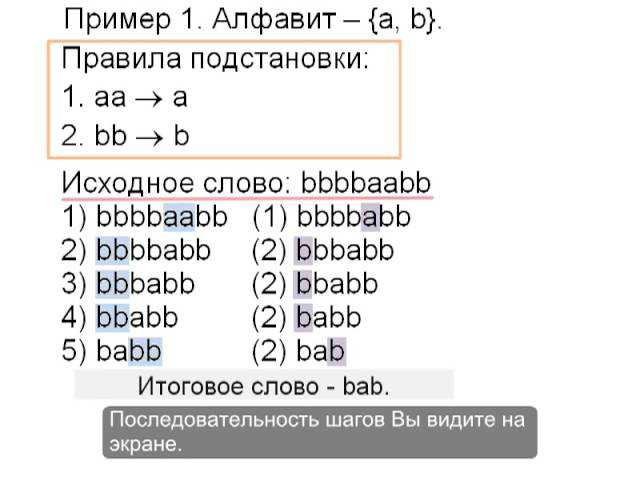 Пример 1. Алфавит – {a, b}.
Правила подстановки:
1. aa → a
2. bb → b
Исходное слово: bbbbaabb
1) bbbbaabb (1) bbbbabb
2) bbbbabb (2) bbbabb
3) bbbabb (2) bbabb
4) bbabb (2) babb
5) babb (2) bab
Итоговое слово - bab.
Последовательность шагов Вы видите на
экране.